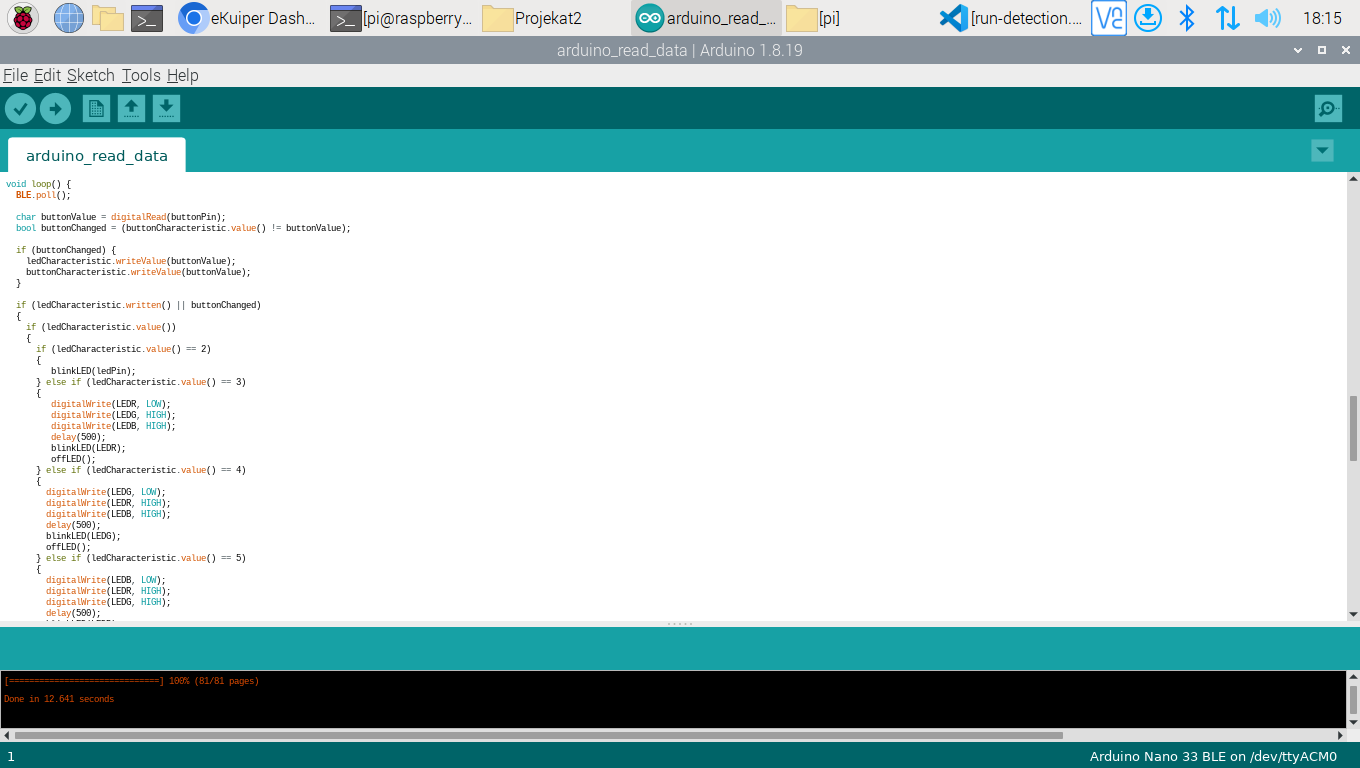 eKuiper Dash...
[pi@raspberry...
Projekat2
arduino_read_...
[pi]
[run-detection....
18:15
arduino_read_data | Arduino 1.8.19
File Edit Sketch Tools Help
arduino_read_data
void loop() {
BLE.poll();
char buttonValue = digitalRead(buttonPin);
bool buttonChanged = (buttonCharacteristic.value() != buttonValue);
if (buttonChanged) {
ledCharacteristic.writeValue(buttonValue);
buttonCharacteristic.writeValue(buttonValue);
}
if (ledCharacteristic.written() || buttonChanged)
{
if (ledCharacteristic.value())
{
if (ledCharacteristic.value() == 2)
{
blinkLED(ledPin);
} else if (ledCharacteristic.value() == 3)
{
digitalWrite(LEDR, LOW);
digitalWrite(LEDG, HIGH);
digitalWrite(LEDB, HIGH);
delay(500);
blinkLED(LEDR);
offLED();
} else if (ledCharacteristic.value() == 4)
{
digitalWrite(LEDG, LOW);
digitalWrite(LEDR, HIGH);
digitalWrite(LEDB, HIGH);
delay(500);
blinkLED(LEDG);
offLED();
} else if (ledCharacteristic.value() == 5)
{
digitalWrite(LEDB, LOW);
digitalWrite(LEDR, HIGH);
digitalWrite(LEDG, HIGH);
delay(500);
[==============================] 100% (81/81 pages)
Done in 12.641 seconds
1
Arduino Nano 33 BLE on /dev/ttyACM0